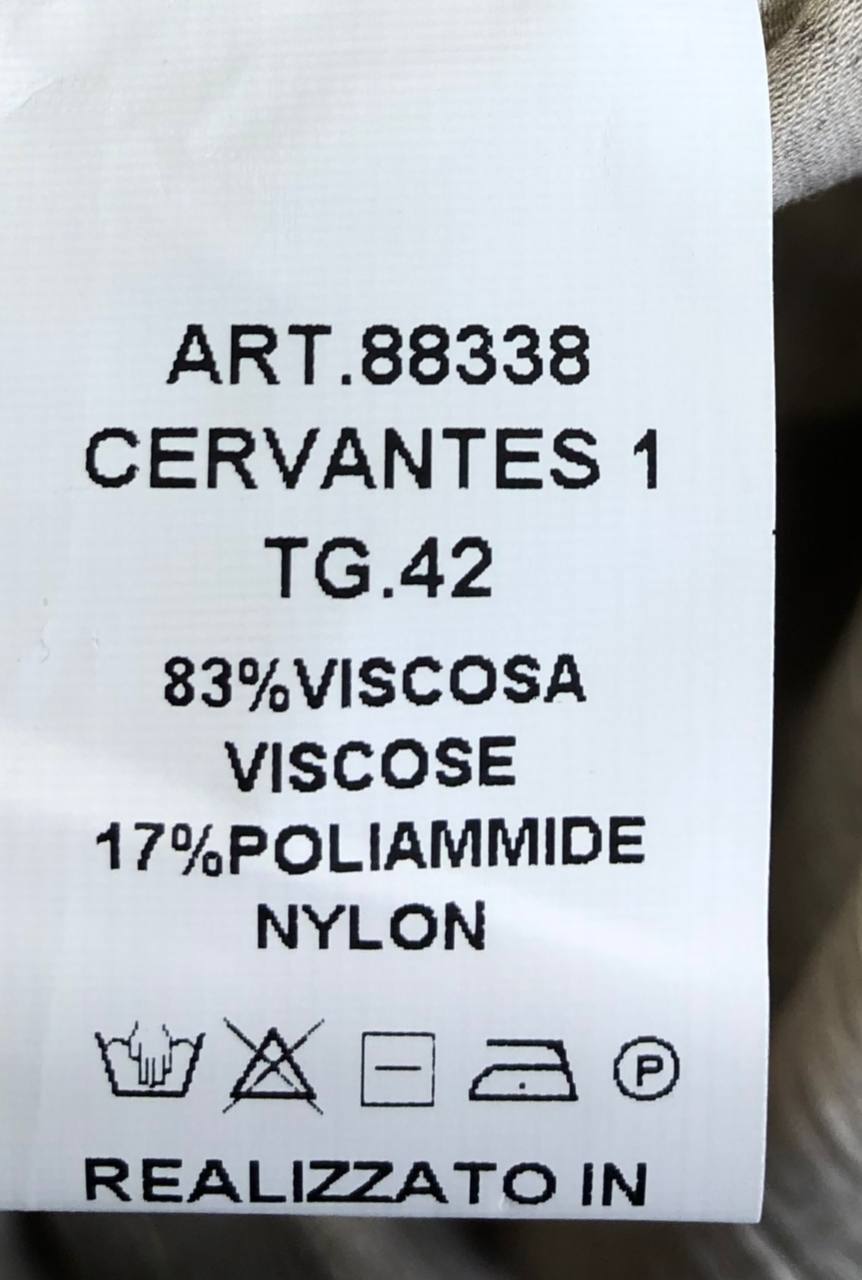 ART.88338
CERVANTES 1
TG.42
83%VISCOSA
VISCOSE
17%POLIAMMIDE
NYLON
P
REALIZZATO IN